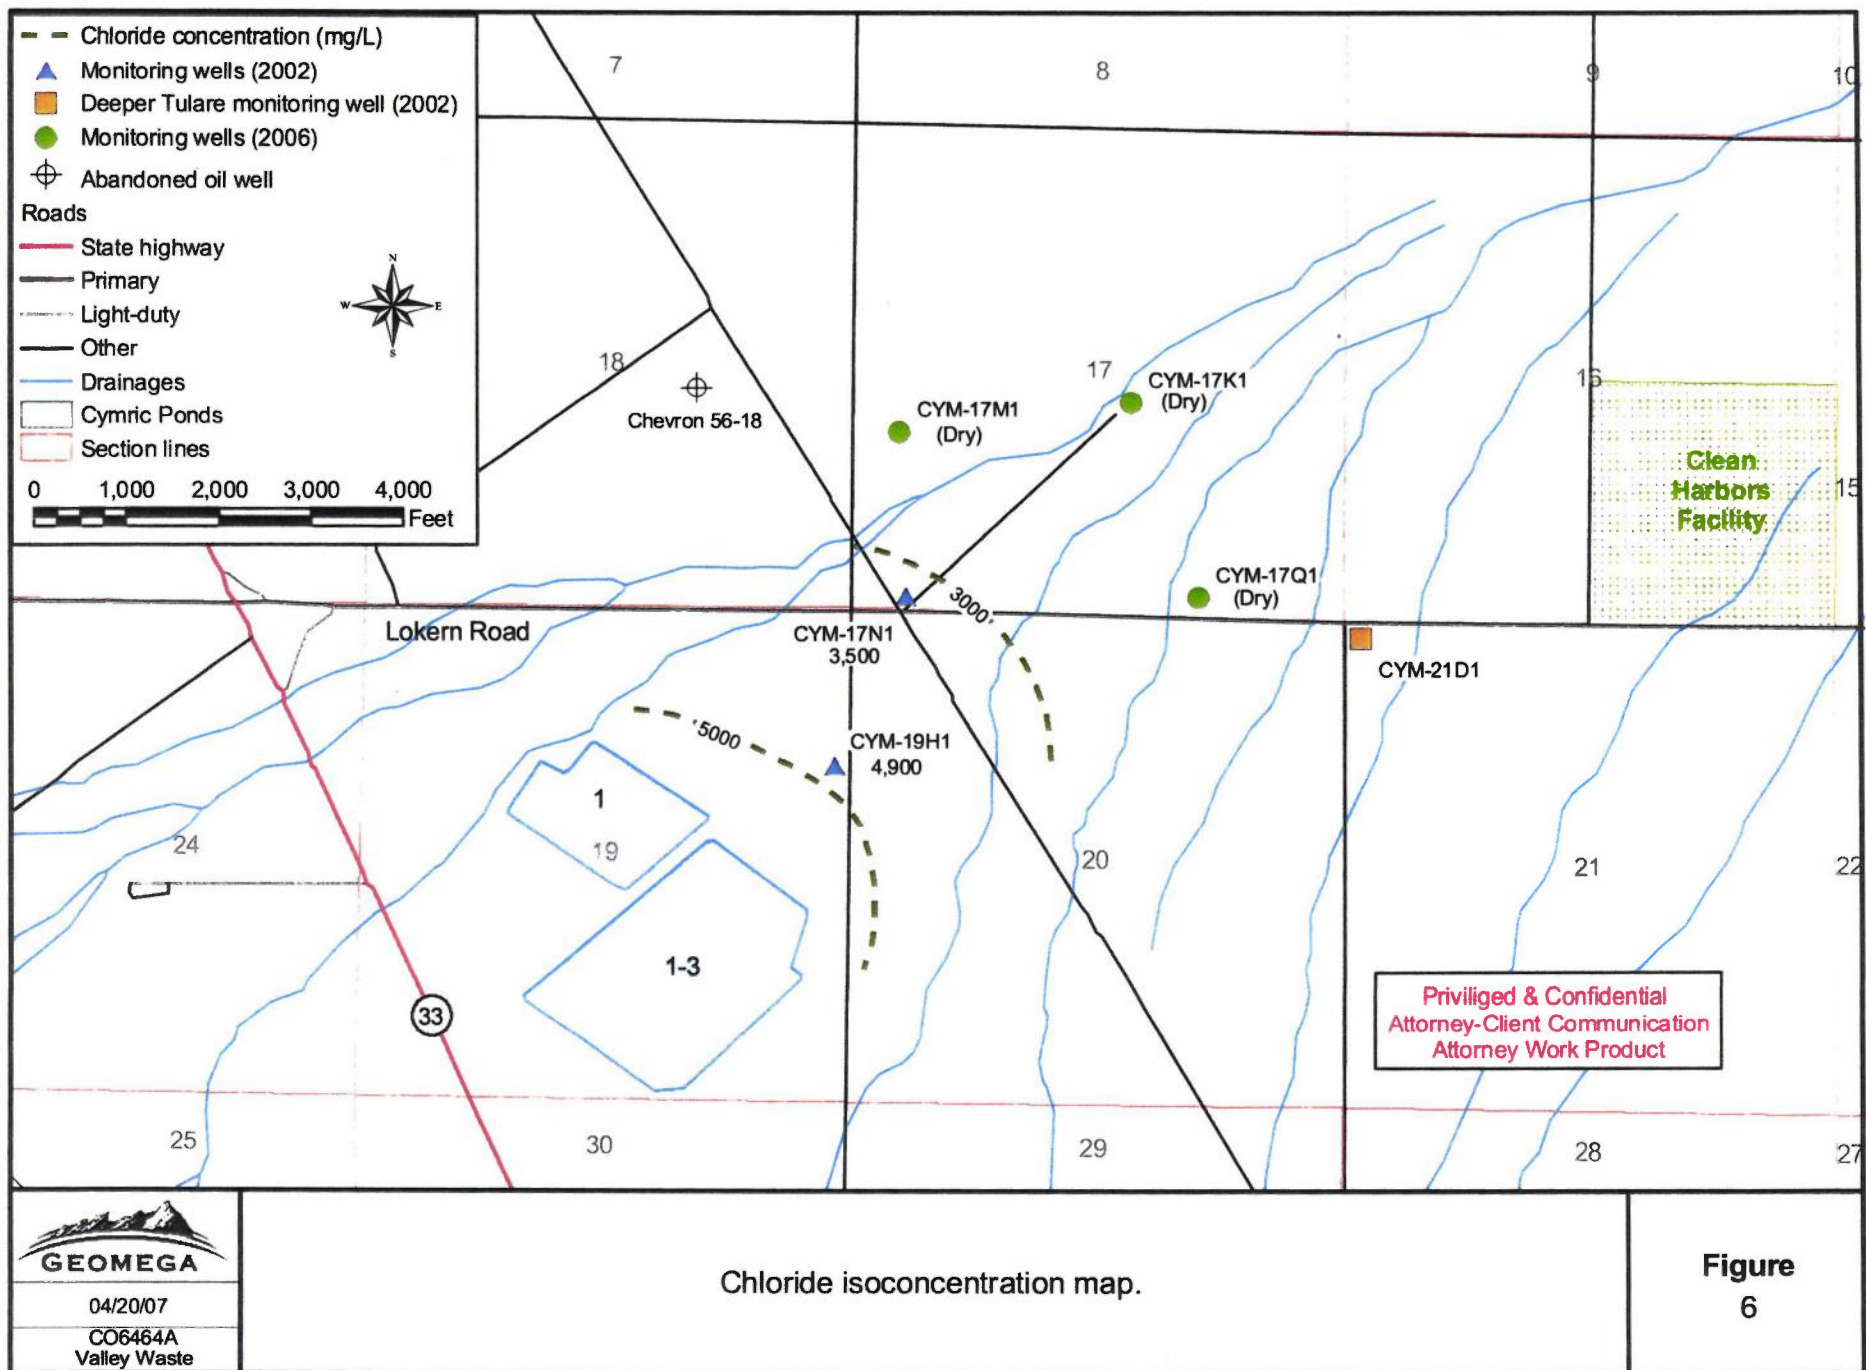 Chloride concentration (mg/L)
Monitoring wells (2002)
Deeper Tulare monitoring well (2002)
Monitoring wells (2006)
Abandoned oil well
Roads
State highway
Primary
Light-duty
Other
Drainages
Cymric Ponds
Section lines
N
W
E
S
0 1,000 2,000 3,000 4,000
Feet
7
8
9
10
18
Chevron 56-18
17
CYM-17M1
(Dry)
CYM-17K1
(Dry)
16
15
Clean
Harbors
Facility
CYM-17Q1
(Dry)
3000
Lokern Road
CYM-17N1
3,500
CYM-21D1
5000
CYM-19H1
4,900
1
19
24
20
21
22
1-3
33
Priviliged & Confidential
Attorney-Client Communication
Attorney Work Product
25
30
29
28
27
GEOMEGA
04/20/07
CO6464A
Valley Waste
Chloride isoconcentration map.
Figure
6